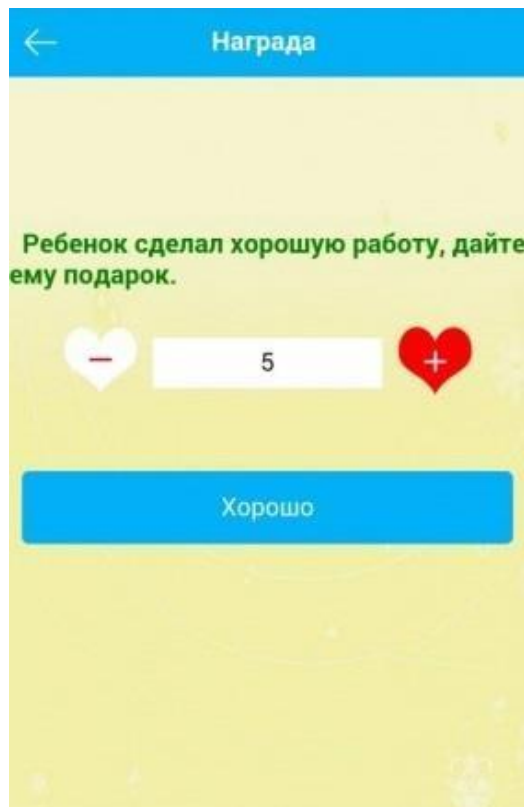 Награда
Ребенок сделал хорошую работу, дайте
ему подарок.
− 5 +
Хорошо